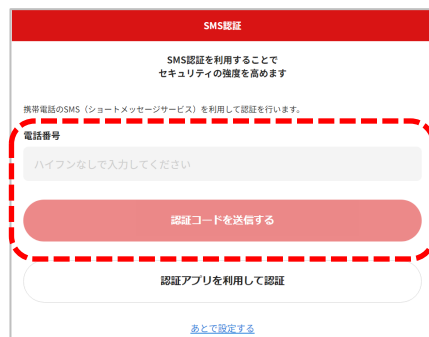 SMS認証
SMS認証を利用することで
セキュリティの強度を高めます
携帯電話のSMS（ショートメッセージサービス）を利用して認証を行います。
電話番号
ハイフンなしで入力してください
認証コードを送信する
認証アプリを利用して認証
あとで設定する